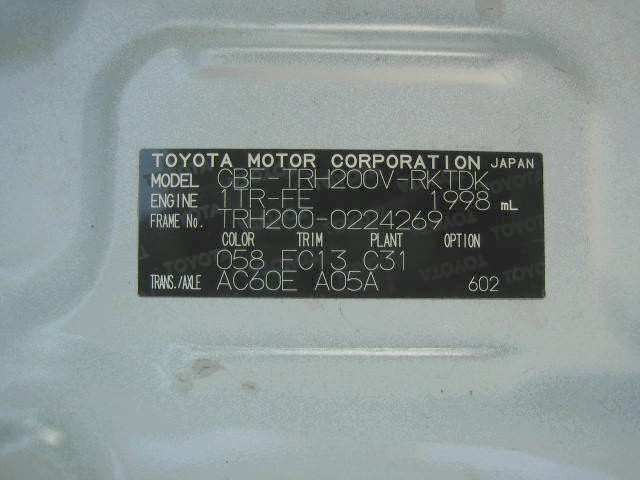 TOYOTA MOTOR CORPORATION JAPAN
MODEL CBF-TRH200V-RKTDK
ENGINE 1TR-FE 1998 mL
FRAME No. TRH200-0224269
COLOR TRIM PLANT OPTION
058 FC13 C31
TRANS./AXLE AC60E A05A 602